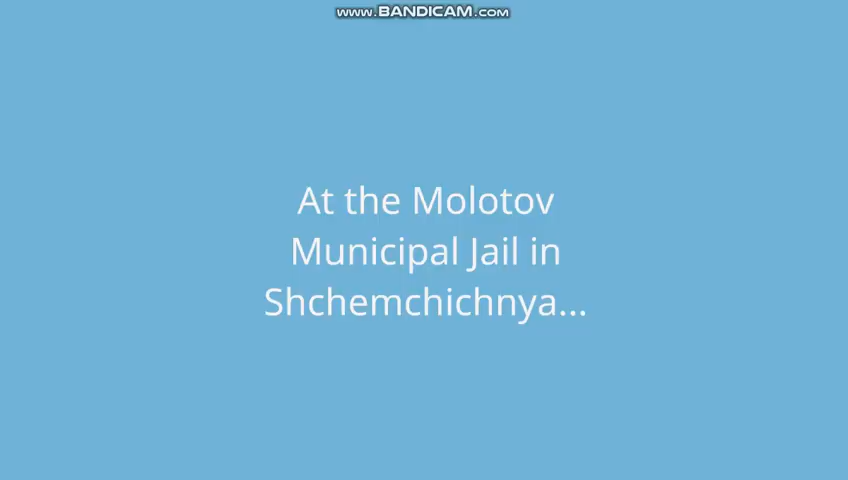 www.BANDICAM.com
At the Molotov
Municipal Jail in
Shchemchichnya...